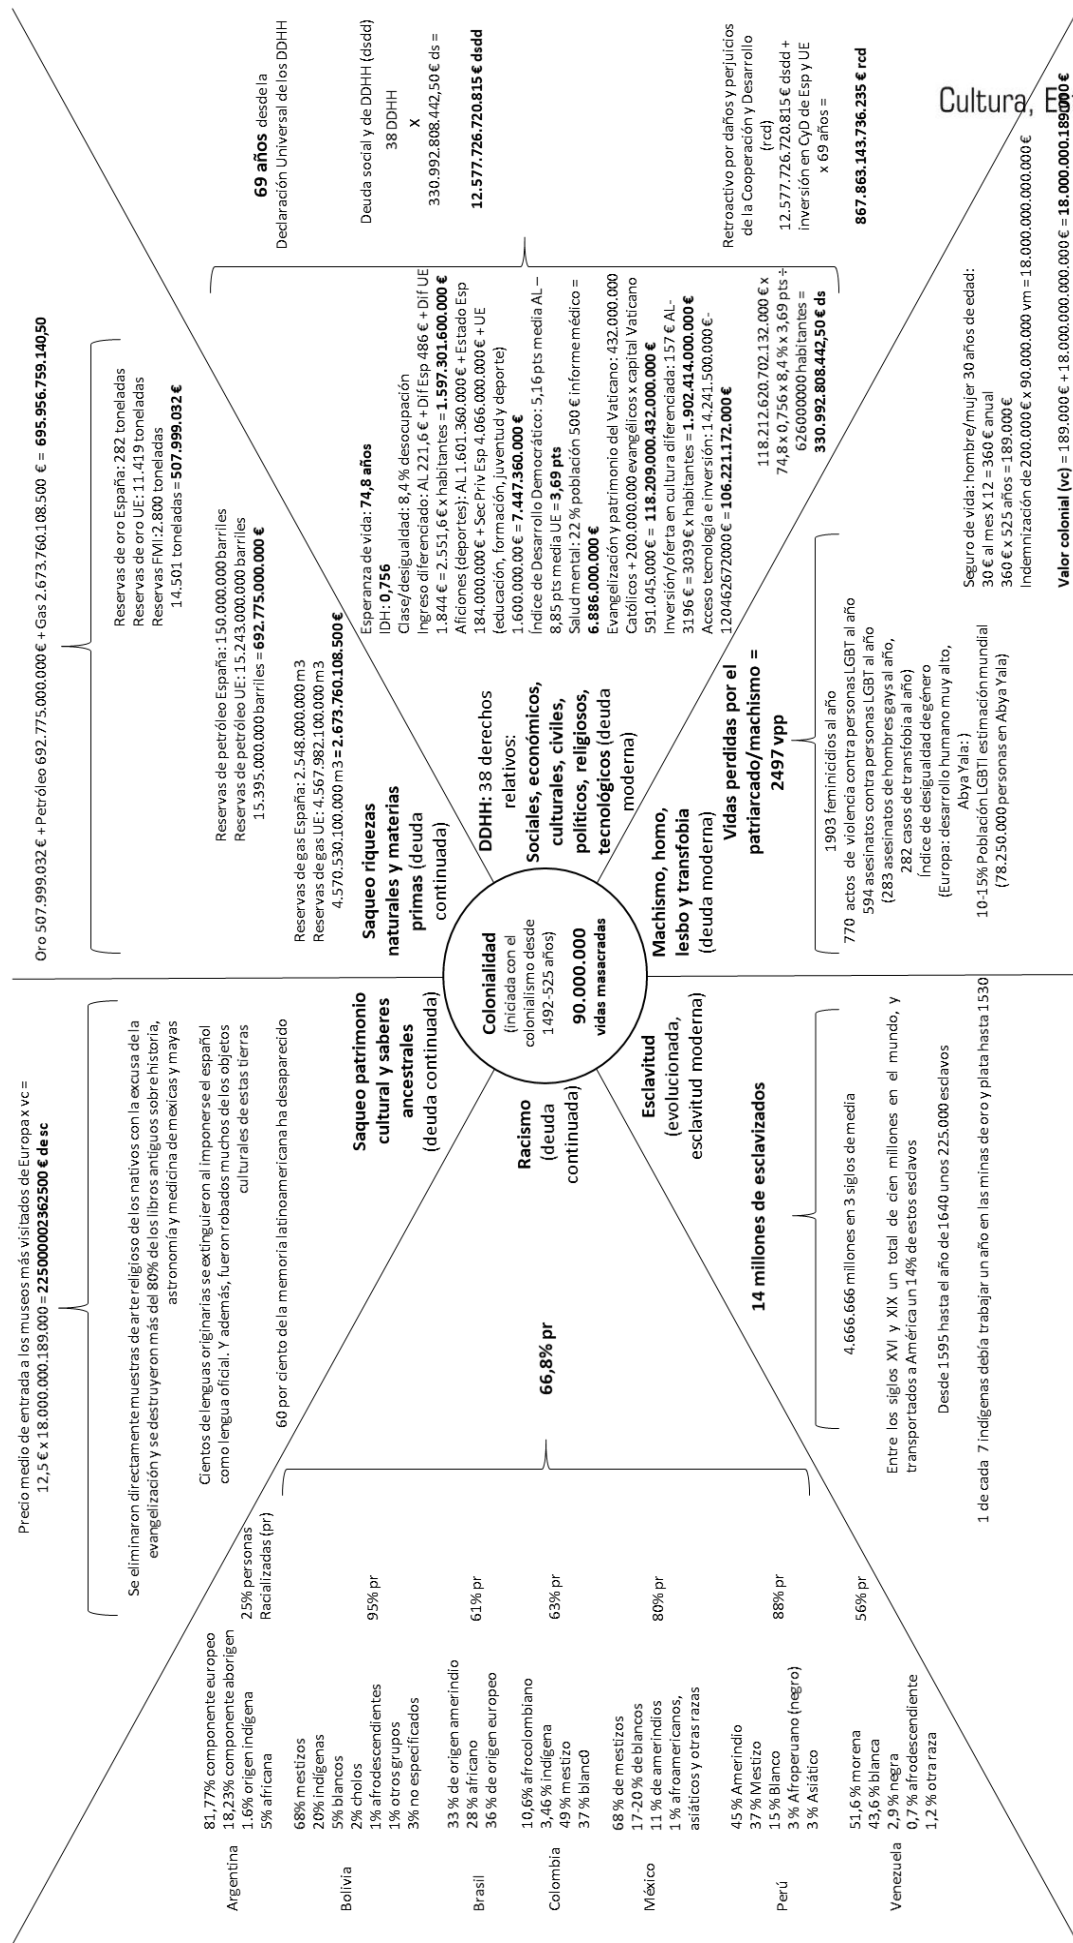 Precio medio de entrada a los museos más visitados de Europa x vc =
12,5 € x 18.000.000.189.000 = 225000002362500 € de sc
Se eliminaron directamente muestras de arte religioso de los nativos con la excusa de la
evangelización y se destruyeron más del 80% de los libros antiguos sobre historia,
astronomía y medicina de mexicas y mayas
Cientos de lenguas originarias se extinguieron al imponerse el español
como lengua oficial. Y además, fueron robados muchos de los objetos
culturales de estas tierras
60 por ciento de la memoria latinoamericana ha desaparecido
Saqueo patrimonio
cultural y saberes
ancestrales
(deuda continuada)
Oro 507.999.032 € + Petróleo 692.775.000.000 € + Gas 2.673.760.108.500 € = 695.956.759.140,50
Reservas de oro España: 282 toneladas
Reservas de oro UE: 11.419 toneladas
Reservas FMI:2.800 toneladas
14.501 toneladas = 507.999.032 €
Reservas de petróleo España: 150.000.000 barriles
Reservas de petróleo UE: 15.243.000.000 barriles
15.395.000.000 barriles = 692.775.000.000 €
Reservas de gas España: 2.548.000.000 m3
Reservas de gas UE: 4.567.982.100.000 m3
4.570.530.100.000 m3 = 2.673.760.108.500 €
Saqueo riquezas
naturales y materias
primas (deuda
continuada)
Argentina
81,77% componente europeo
18,23% componente aborigen
1.6% origen indígena
5% africana
25% personas
Racializadas (pr)
Bolivia
68% mestizos
20% indígenas
5% blancos
2% cholos
1% afrodescendientes
1% otros grupos
3% no especificados
95% pr
Brasil
33 % de origen amerindio
28 % africano
36 % de origen europeo
61% pr
Colombia
10,6% afrocolombiano
3,46 % indígena
49 % mestizo
37 % blanc0
63% pr
México
68 % de mestizos
17-20 % de blancos
11 % de amerindios
1 % afroamericanos,
asiáticos y otras razas
80% pr
Perú
45 % Amerindio
37 % Mestizo
15 % Blanco
3 % Afroperuano (negro)
3 % Asiático
88% pr
Venezuela
51,6 % morena
43,6 % blanca
2,9 % negra
0,7 % afrodescendiente
1,2 % otra raza
56% pr
66,8% pr
Racismo
(deuda
continuada)
Colonialidad
(iniciada con el
colonialismo desde
1492-525 años)
90.000.000
vidas masacradas
DDHH: 38 derechos
relativos:
Sociales, económicos,
culturales, civiles,
políticos, religiosos,
tecnológicos (deuda
moderna)
Esperanza de vida: 74,8 años
IDH: 0,756
Clase/desigualdad: 8,4 % desocupación
Ingreso diferenciado: AL 221,6 € + Dif Esp 486 € + Dif UE
1.844 € = 2.551,6 € x habitantes = 1.597.301.600.000 €
Aficiones (deportes): AL 1.601.360.000 € + Estado Esp
184.000.000 € + Sec Priv Esp 4.066.000.000 € + UE
(educación, formación, juventud y deporte)
1.600.000.00 € = 7,447.360.000 €
Índice de Desarrollo Democrático: 5,16 pts media AL –
8,85 pts media UE = 3,69 pts
Salud mental: 22 % población 500 € informe médico =
6.886.000.000 €
Evangelización y patrimonio del Vaticano: 432.000.000
Católicos + 200.000.000 evangélicos x capital Vaticano
591.045.000 € = 118.209.000.432.000.000 €
Inversión/oferta en cultura diferenciada: 157 € AL-
3196 € = 3039 € x habitantes = 1.902.414.000.000 €
Acceso tecnología e inversión: 14.241.500.000 €-
120462672000 € = 106.221.172.000 €
118.212.620.702.132.000 € x
74,8 x 0,756 x 8,4 % x 3,69 pts ÷
626000000 habitantes =
330.992.808.442,50 € ds
69 años desde la
Declaración Universal de los DDHH
Deuda social y de DDHH (dsdd)
38 DDHH
X
330.992.808.442,50 € ds =
12.577.726.720.815 € dsdd
Retroactivo por daños y perjuicios
de la Cooperación y Desarrollo
(rcd)
12.577.726.720.815 € dsdd +
inversión en CyD de Esp y UE
x 69 años =
867.863.143.736.235 € rcd
Esclavitud
(evolucionada,
esclavitud moderna)
14 millones de esclavizados
4.666.666 millones en 3 siglos de media
Entre los siglos XVI y XIX un total de cien millones en el mundo, y
transportados a América un 14% de estos esclavos
Desde 1595 hasta el año de 1640 unos 225.000 esclavos
1 de cada 7 indígenas debía trabajar un año en las minas de oro y plata hasta 1530
Machismo, homo,
lesbo y transfobia
(deuda moderna)
Vidas perdidas por el
patriarcado/machismo =
2497 vpp
1903 feminicidios al año
770 actos de violencia contra personas LGBT al año
594 asesinatos contra personas LGBT al año
(283 asesinatos de hombres gays al año,
282 casos de transfobia al año)
Índice de desigualdad de género
(Europa: desarrollo humano muy alto,
Abya Yala: )
10-15% Población LGBTI estimación mundial
(78.250.000 personas en Abya Yala)
Seguro de vida: hombre/mujer 30 años de edad:
30 € al mes X 12 = 360 € anual
360 € x 525 años = 189.000 €
Indemnización de 200.000 € x 90.000.000 vm = 18.000.000.000.000 €
Valor colonial (vc) = 189.000 € + 18.000.000.000.000.000 € = 18.000.000.189.000 €
Cultura, E